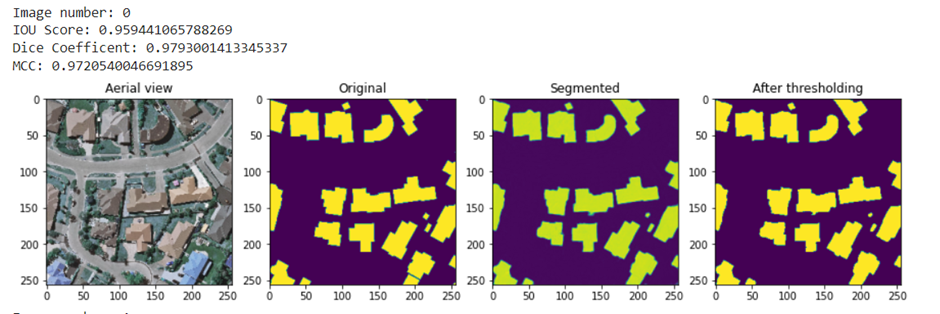 Image number: 0
IOU Score: 0.959441065788269
Dice Coefficent: 0.9793001413345337
MCC: 0.9720540046691895
Aerial view Original Segmented After thresholding
0 0 0 0
50 50 50 50
100 100 100 100
150 150 150 150
200 200 200 200
250 250 250 250
0 50 100 150 200 250 0 50 100 150 200 250 0 50 100 150 200 250 0 50 100 150 200 250